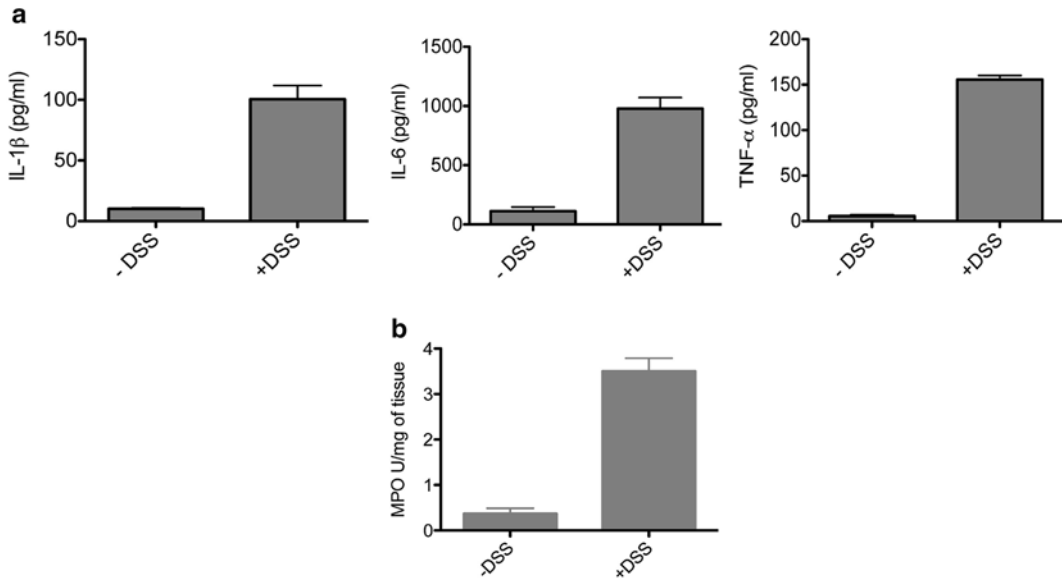 a
IL-1β (pg/ml)
150
100
50
0
- DSS
+DSS
IL-6 (pg/ml)
1500
1000
500
0
- DSS
+DSS
TNF-α (pg/ml)
200
150
100
50
0
- DSS
+DSS
b
MPO U/mg of tissue
4
3
2
1
0
-DSS
+DSS